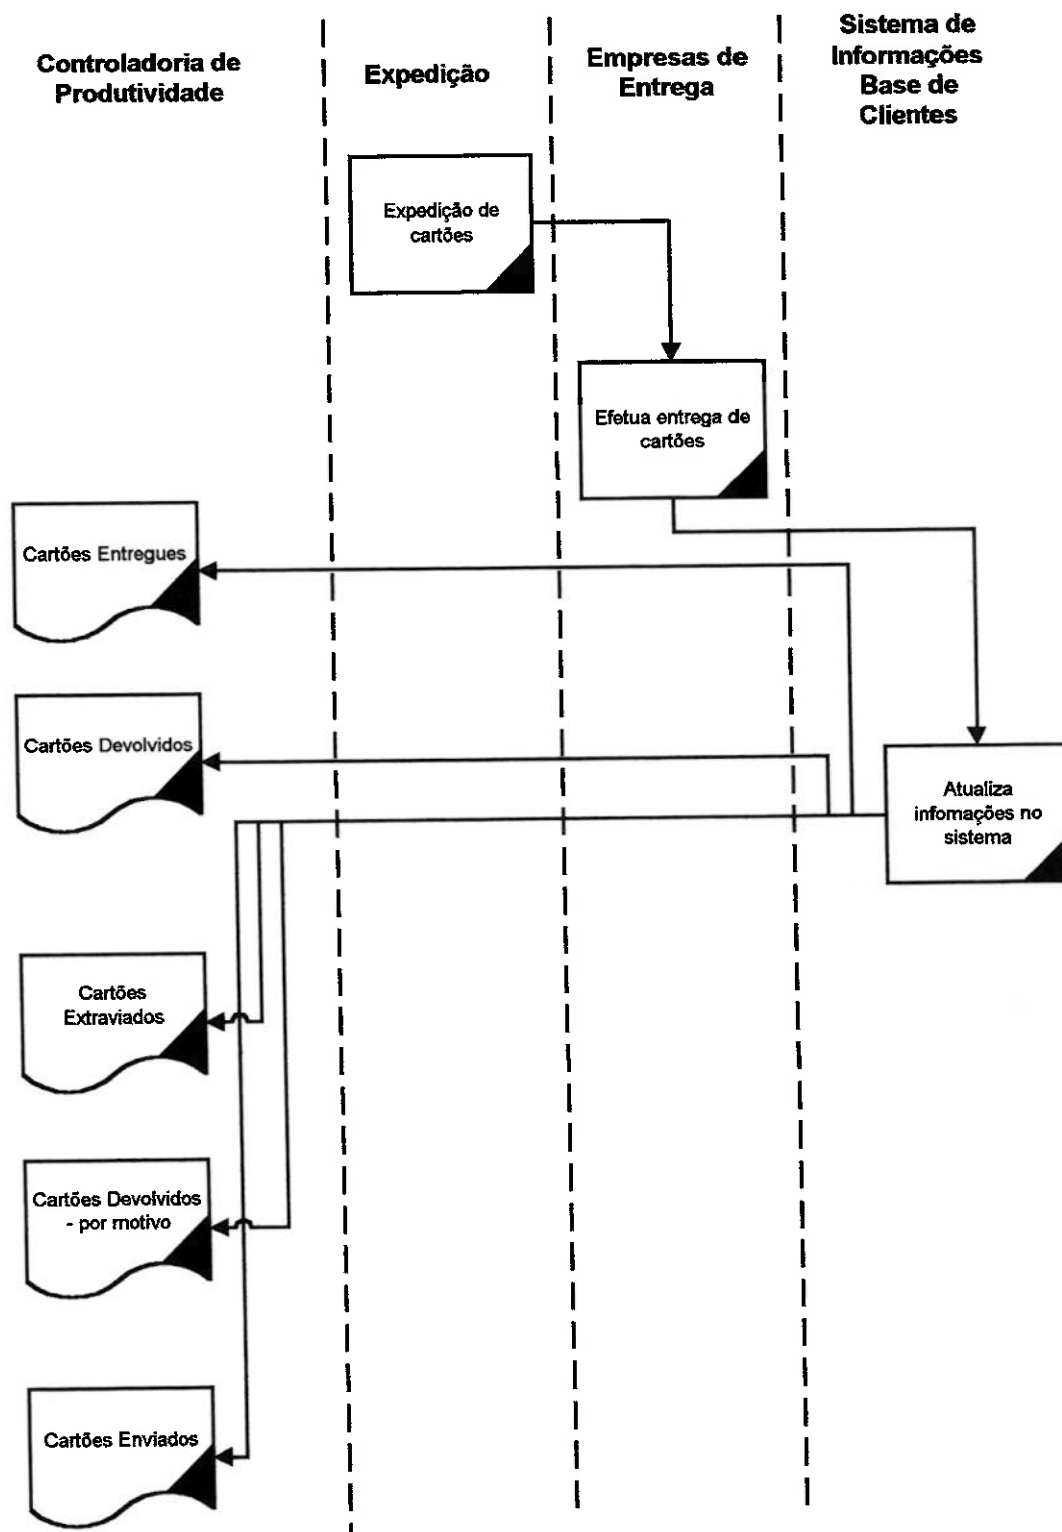 Controladoria de
Produtividade
Expedição
Empresas de
Entrega
Sistema de
Informações
Base de
Clientes
Expedição de
cartões
Efetua entrega de
cartões
Cartões Entregues
Cartões Devolvidos
Atualiza
infomações no
sistema
Cartões
Extraviados
Cartões Devolvidos
- por motivo
Cartões Enviados